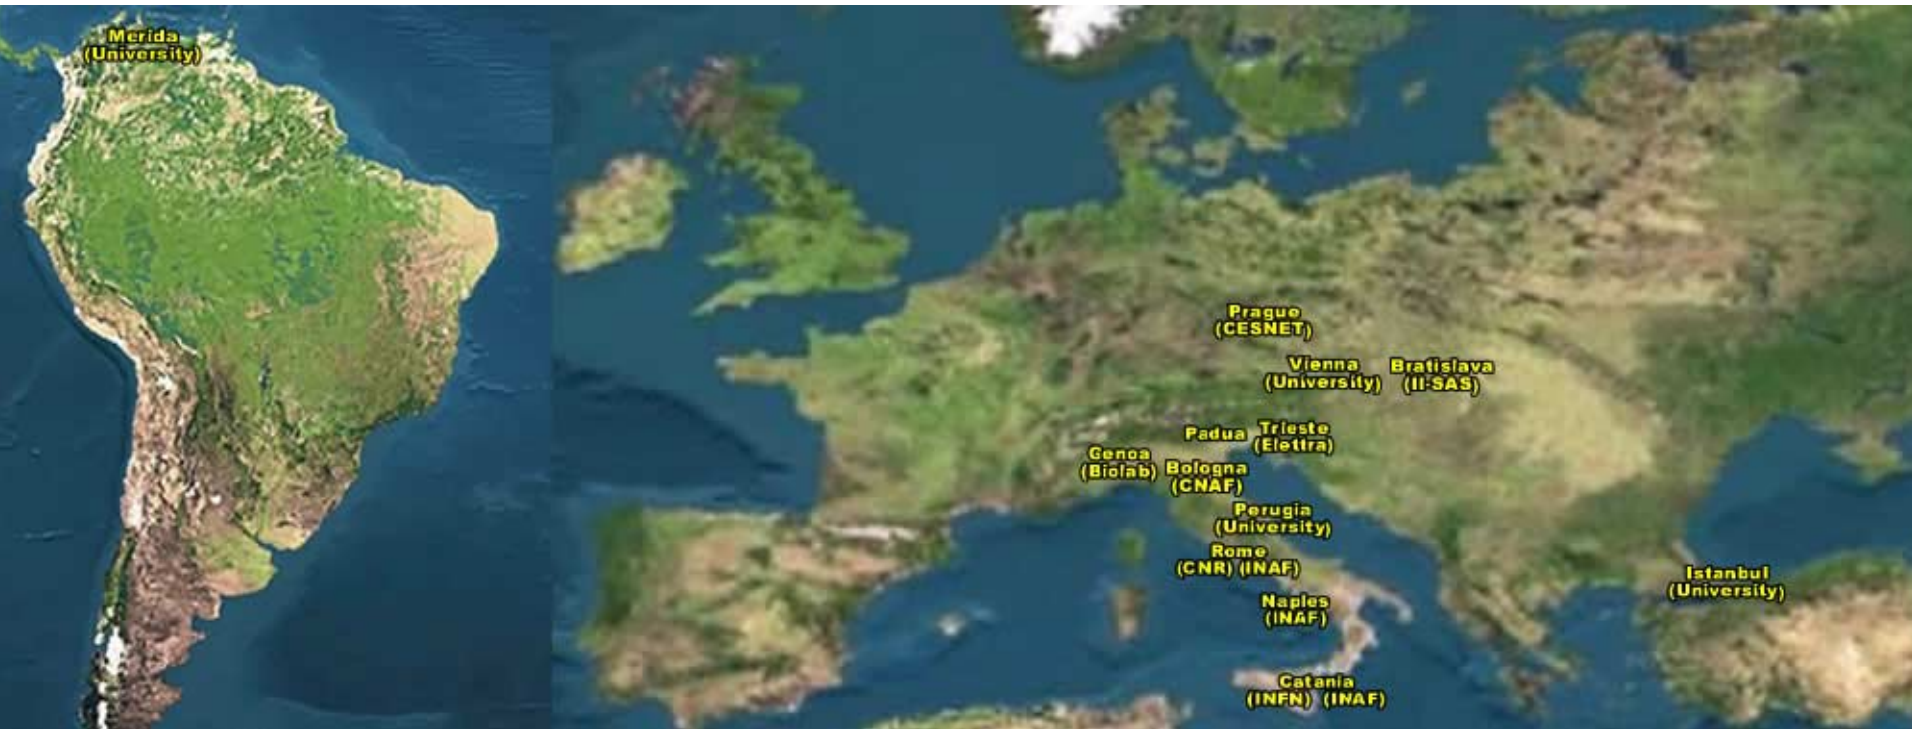 Merida
(University)
Prague
(CESNET)
Vienna
(University)
Bratislava
(II-SAS)
Padua
Trieste
(Elettra)
Genoa
(Biolab)
Bologna
(CNAF)
Perugia
(University)
Rome
(CNR) (INAF)
Naples
(INAF)
Istanbul
(University)
Catania
(INFN) (INAF)